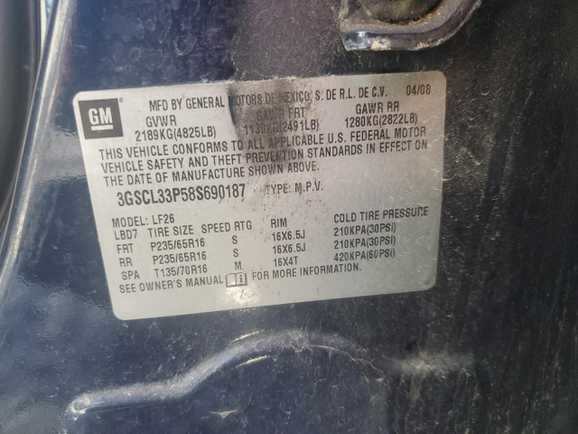 GM
MFD BY GENERAL MOTORS DE MEXICO, S. DE R.L. DE C.V. 04/08
GVWR GAWR FRT GAWR RR
2189KG(4825LB) 1130KG(2491LB) 1280KG(2822LB)
THIS VEHICLE CONFORMS TO ALL APPLICABLE U.S. FEDERAL MOTOR
VEHICLE SAFETY AND THEFT PREVENTION STANDARDS IN EFFECT ON
THE DATE OF MANUFACTURE SHOWN ABOVE.
3GSCL33P58S690187 TYPE: M.P.V.
MODEL: LF26
LBD7 TIRE SIZE SPEED RTG RIM COLD TIRE PRESSURE
FRT P235/65R16 S 16X6.5J 210KPA(30PSI)
RR P235/65R16 S 16X6.5J 210KPA(30PSI)
SPA T135/70R16 M 16X4T 420KPA(60PSI)
SEE OWNER'S MANUAL FOR MORE INFORMATION.